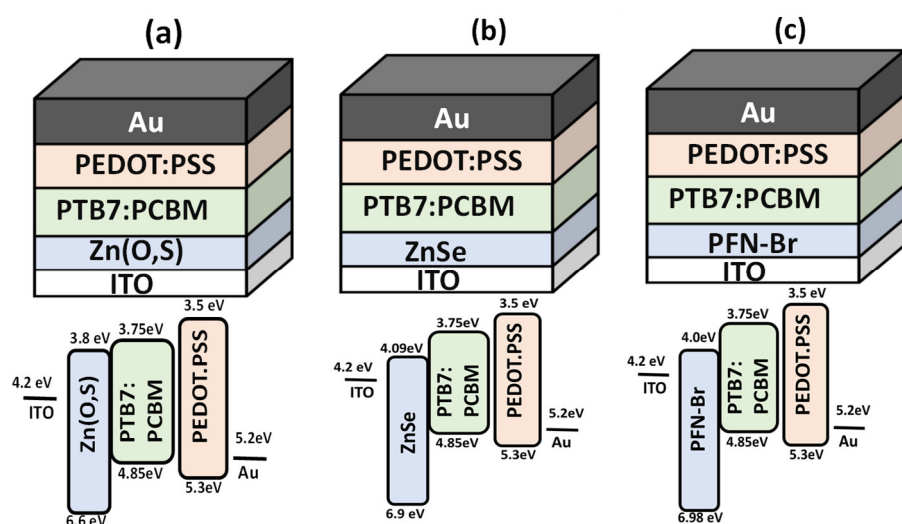 (a)
Au
PEDOT:PSS
PTB7:PCBM
Zn(O,S)
ITO
3.5 eV
3.8 eV
3.75eV
4.2 eV
ITO
Zn(O,S)
PTB7:
PCBM
PEDOT.PSS
5.2eV
Au
4.85eV
5.3eV
6.6 eV
(b)
Au
PEDOT:PSS
PTB7:PCBM
ZnSe
ITO
3.5 eV
3.75eV
4.09eV
4.2 eV
ITO
ZnSe
PTB7:
PCBM
PEDOT.PSS
5.2eV
Au
4.85eV
5.3eV
6.9 eV
(c)
Au
PEDOT:PSS
PTB7:PCBM
PFN-Br
ITO
3.5 eV
3.75eV
4.0eV
4.2 eV
ITO
PFN-Br
PTB7:
PCBM
PEDOT.PSS
5.2eV
Au
4.85eV
5.3eV
6.98 eV